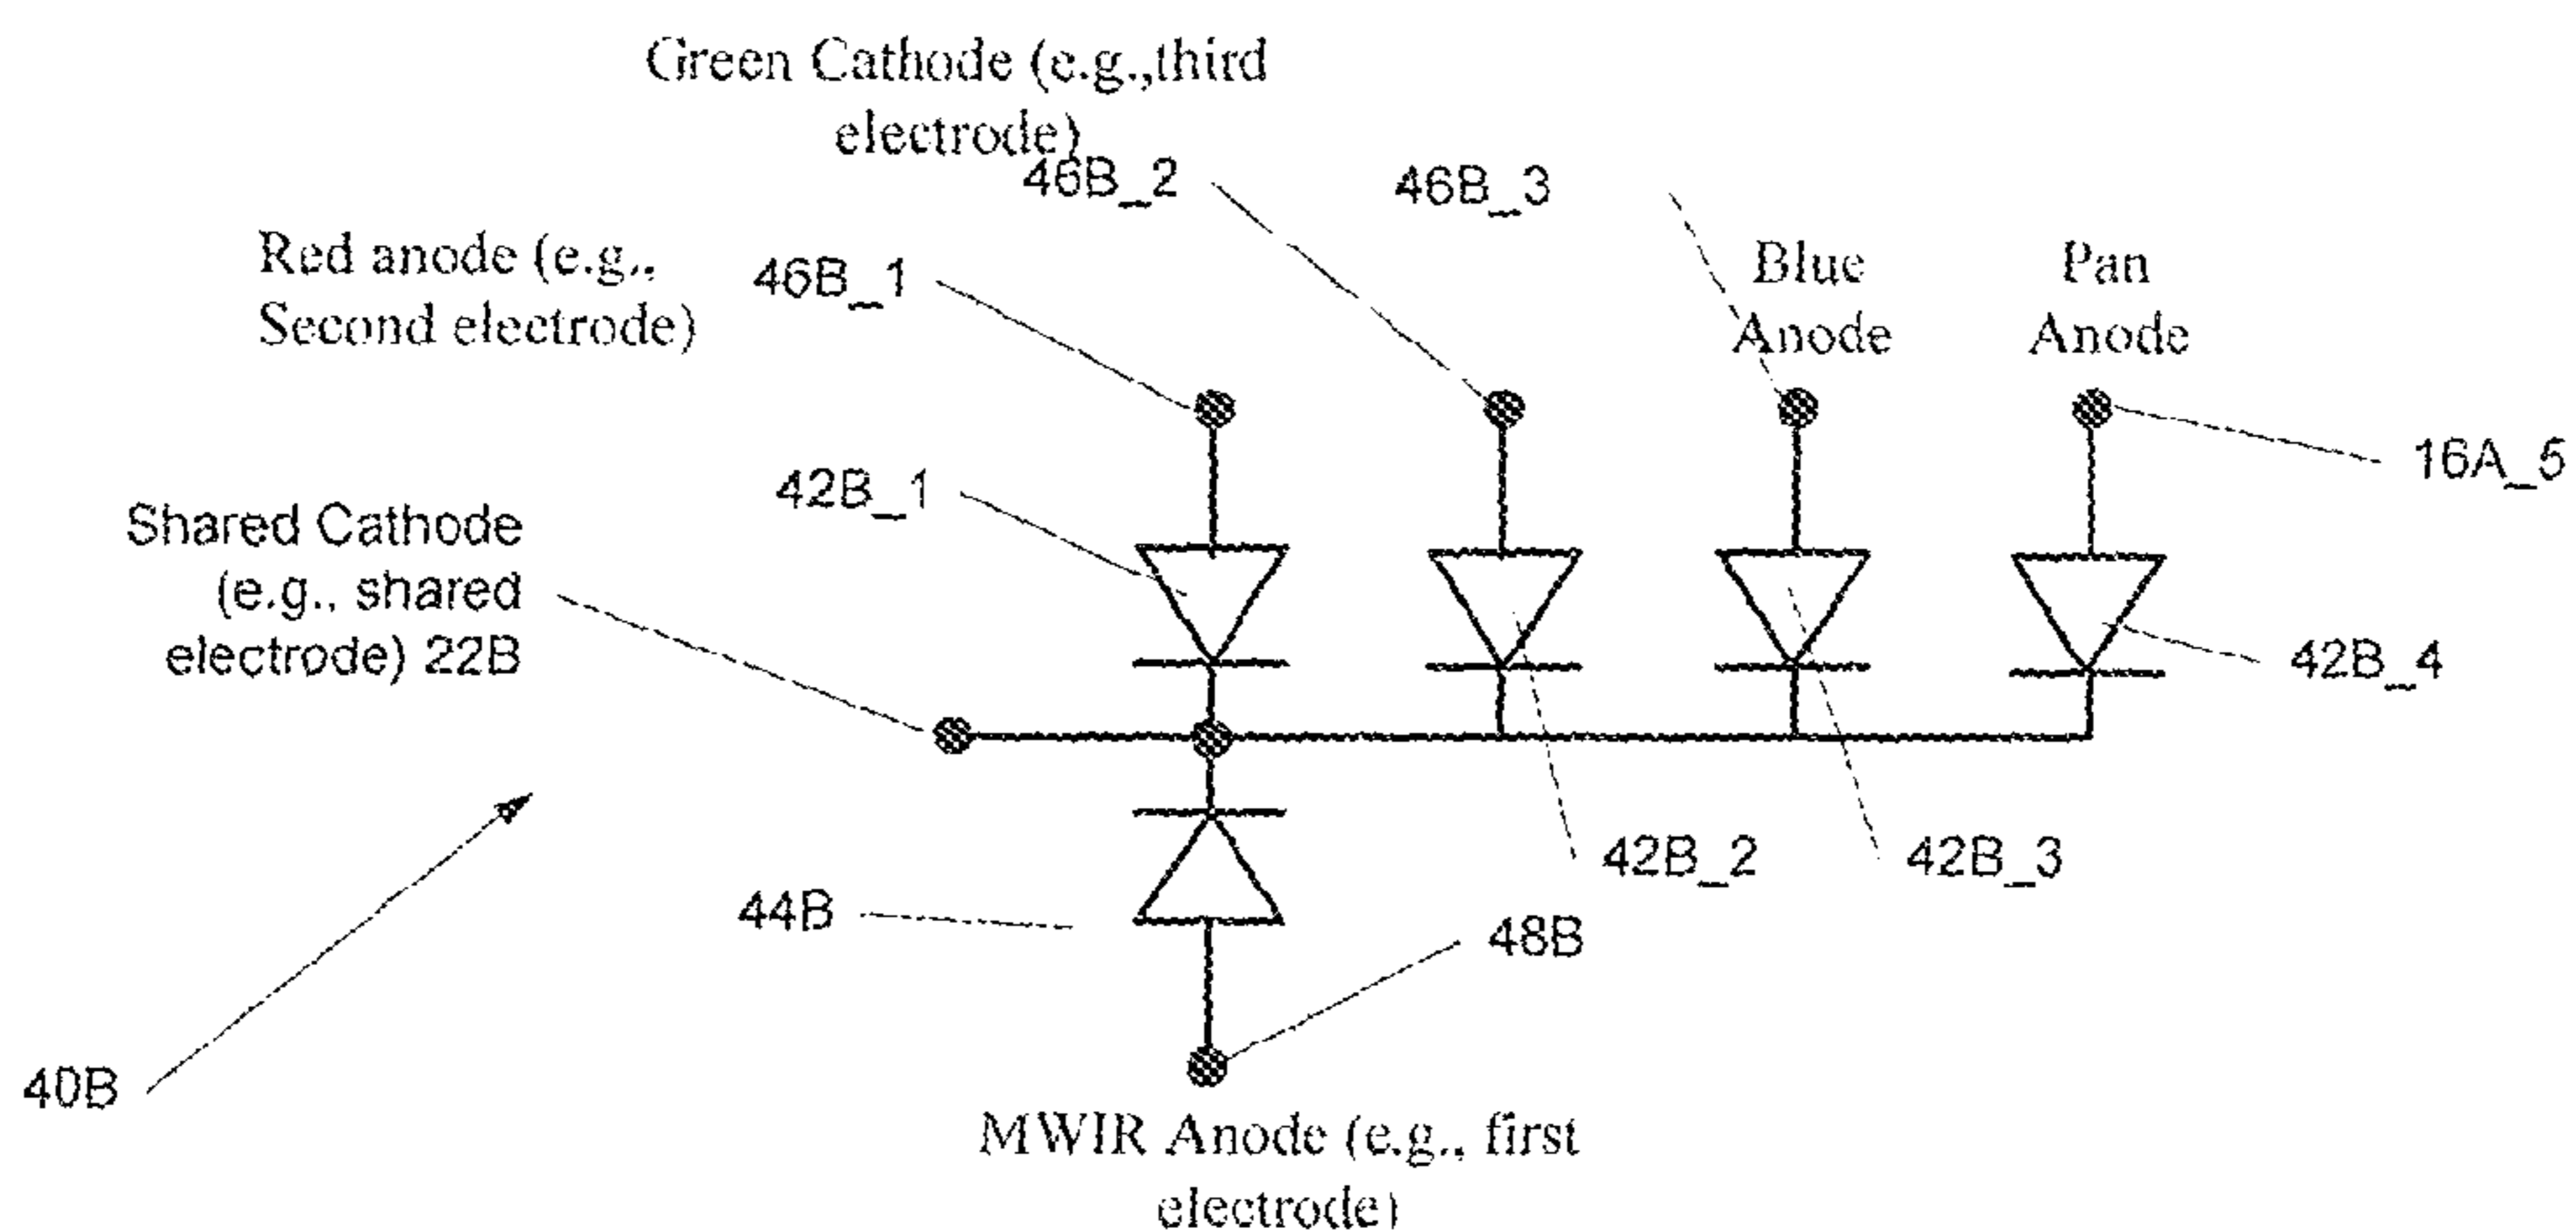 Green Cathode (e.g.,third
electrode)
46B_2
46B_3
Red anode (e.g.,
Second electrode)
46B_1
Blue
Anode
Pan
Anode
16A_5
42B_1
Shared Cathode
(e.g., shared
electrode) 22B
42B_4
42B_2
42B_3
44B
48B
40B
MWIR Anode (e.g., first
electrode)